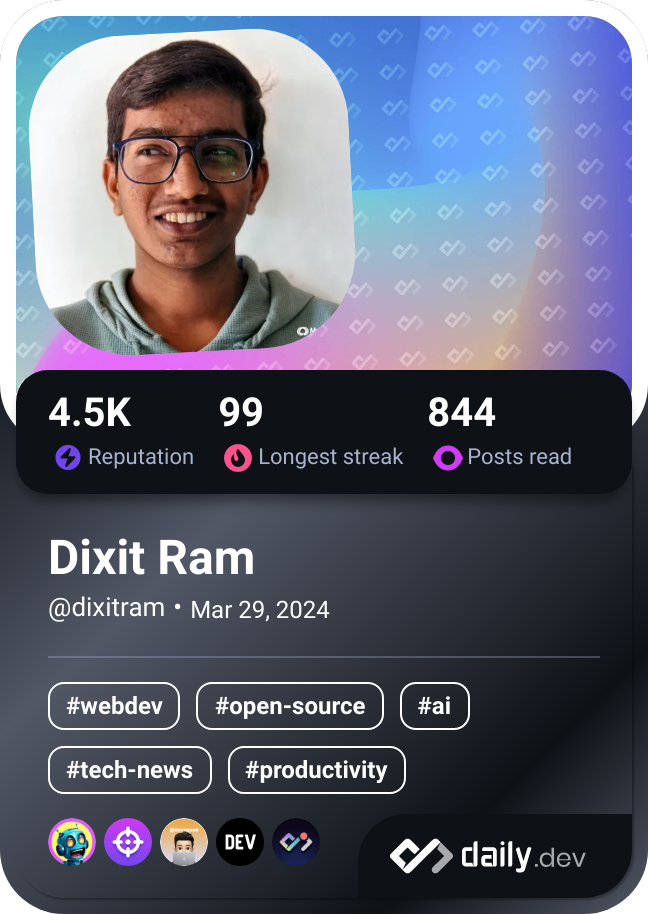 4.5K 99 844
Reputation Longest streak Posts read
Dixit Ram
@dixitram • Mar 29, 2024
#webdev #open-source #ai
#tech-news #productivity
DEV
daily.dev